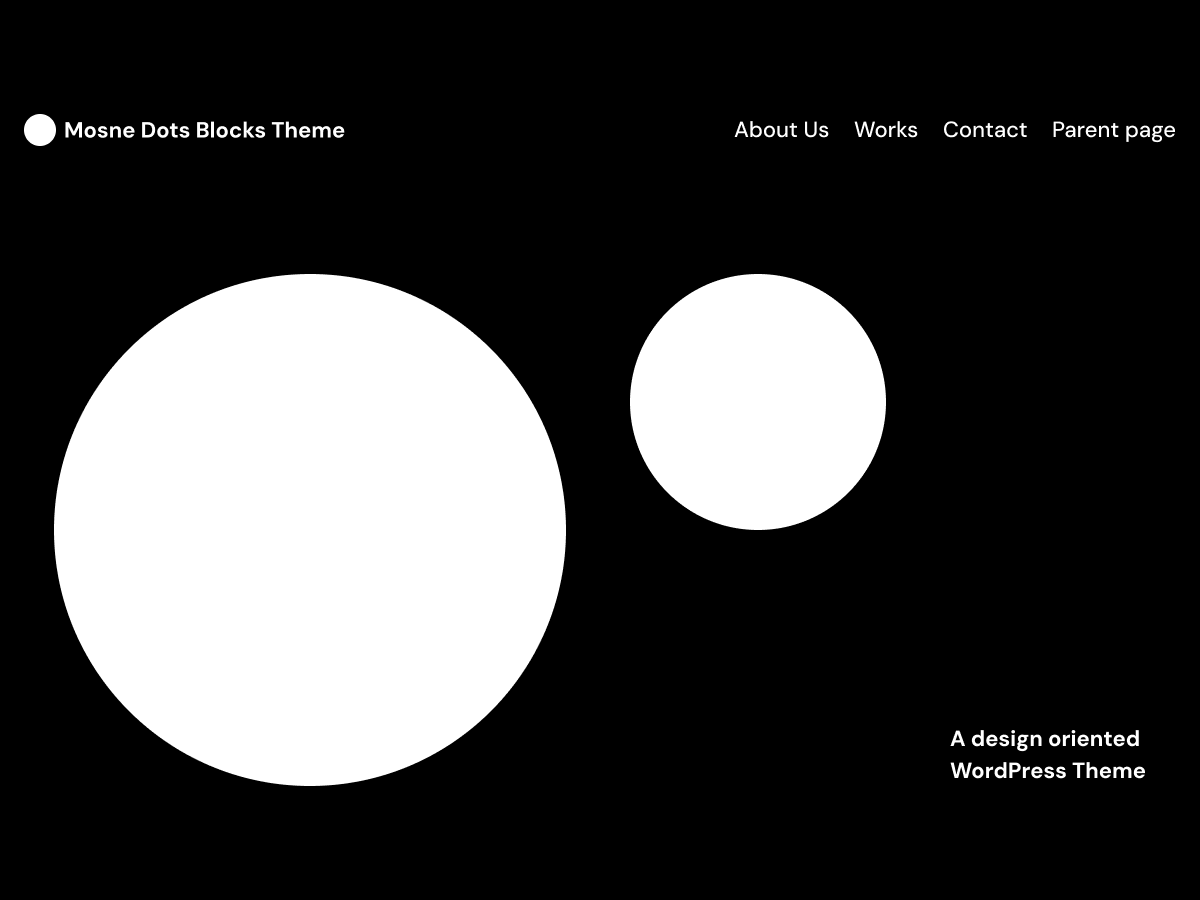 Mosne Dots Blocks Theme
About Us Works Contact Parent page
A design oriented
WordPress Theme